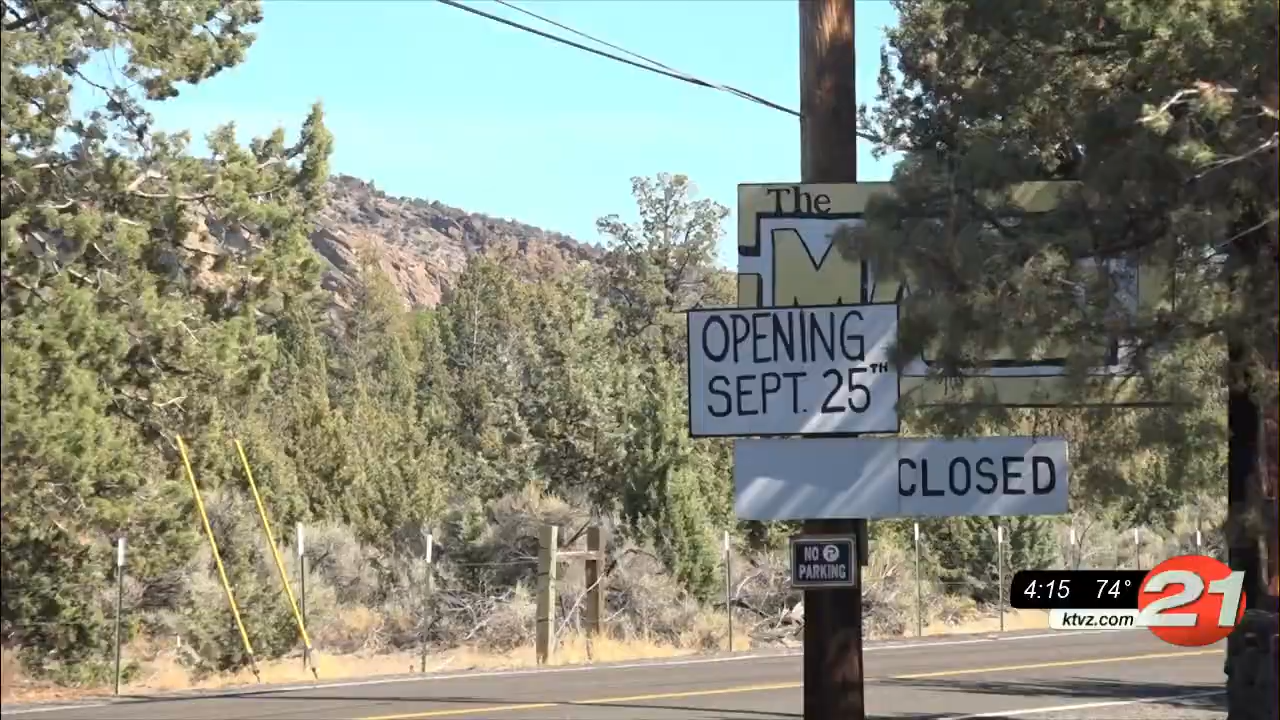 The
OPENING
SEPT. 25TH
CLOSED
NO P
PARKING
4:15 74°
ktvz.com
21